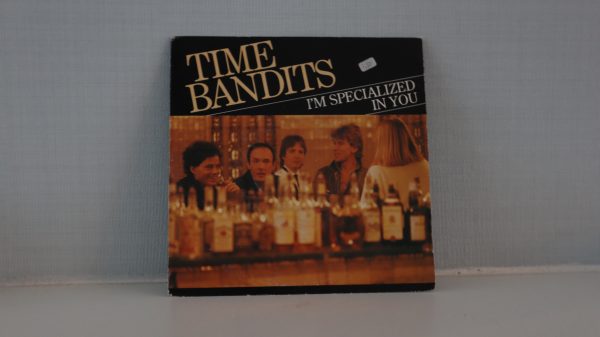 TIME
BANDITS
I'M SPECIALIZED
IN YOU